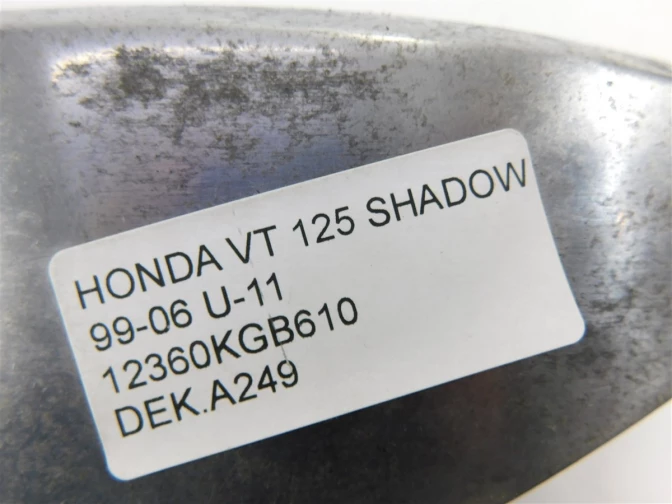 HONDA VT 125 SHADOW
99-06 U-11
12360KGB610
DEK.A249